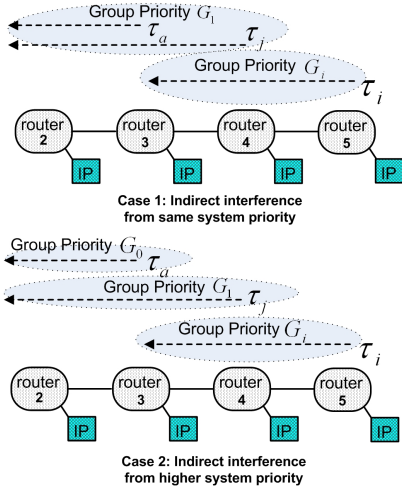 Group Priority G₁
τₐ
τⱼ
Group Priority Gᵢ
τᵢ
router 2
router 3
router 4
router 5
IP
IP
IP
IP
Case 1: Indirect interference
from same system priority
Group Priority G₀
τₐ
Group Priority G₁
τⱼ
Group Priority Gᵢ
τᵢ
router 2
router 3
router 4
router 5
IP
IP
IP
IP
Case 2: Indirect interference
from higher system priority